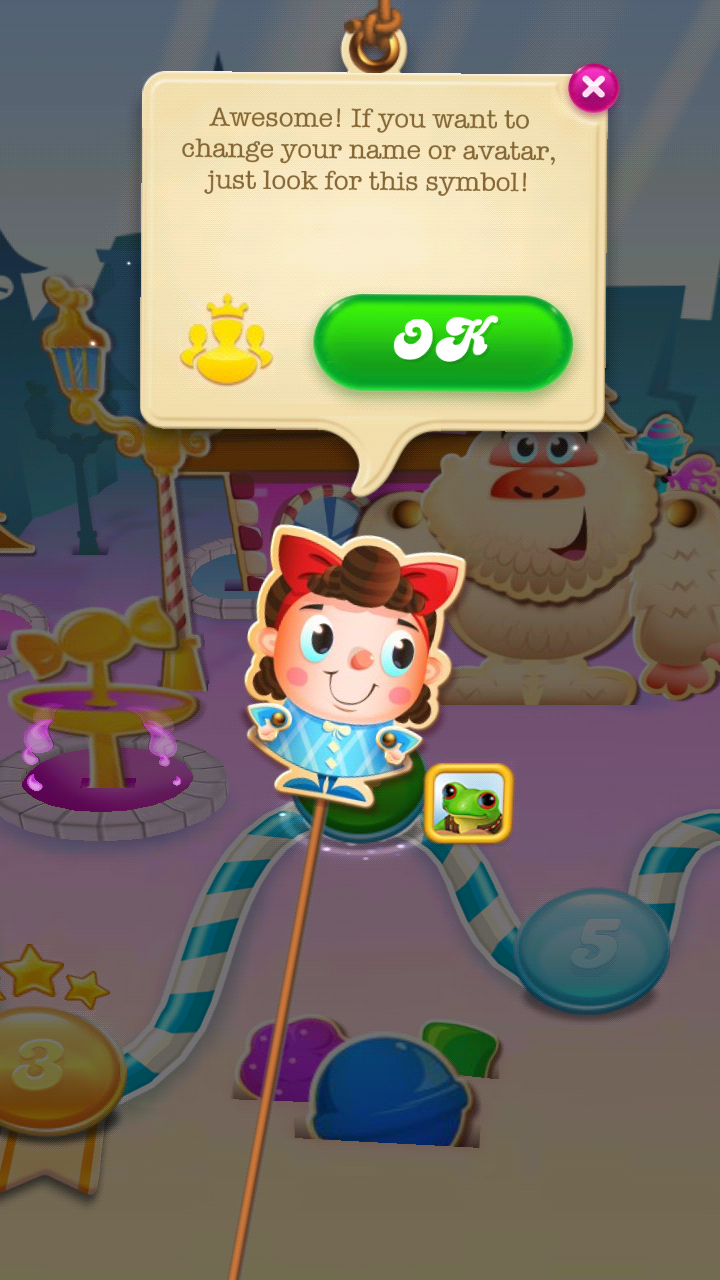 Awesome! If you want to
change your name or avatar,
just look for this symbol!
OK
5
3